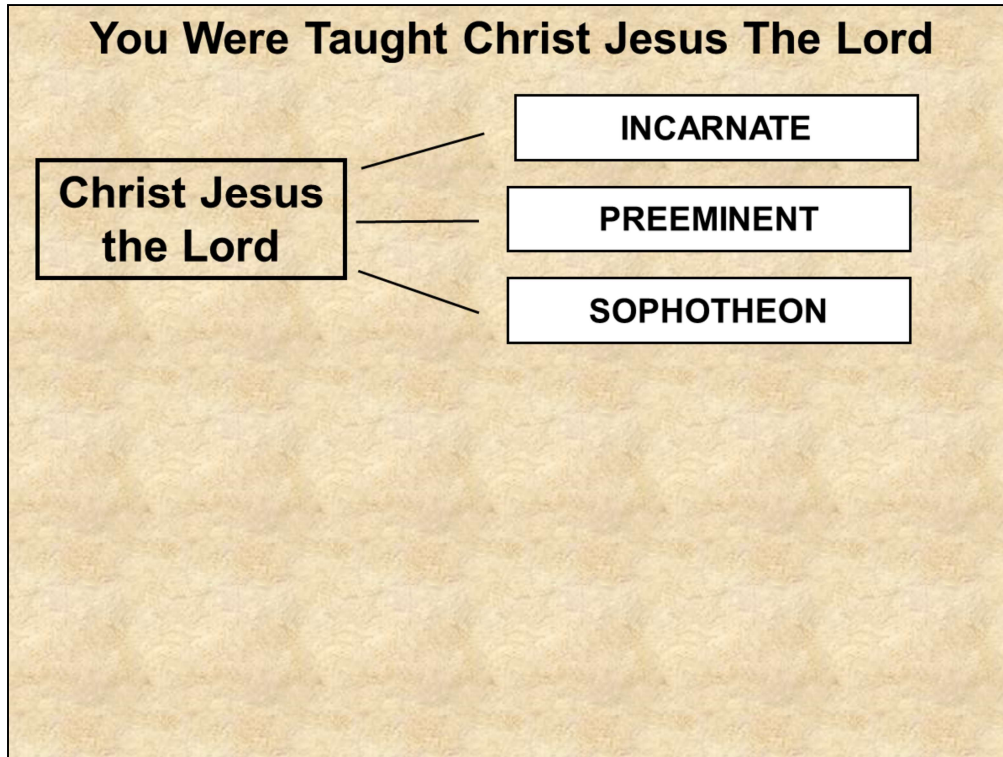 You Were Taught Christ Jesus The Lord
Christ Jesus
the Lord
INCARNATE
PREEMINENT
SOPHOTHEON